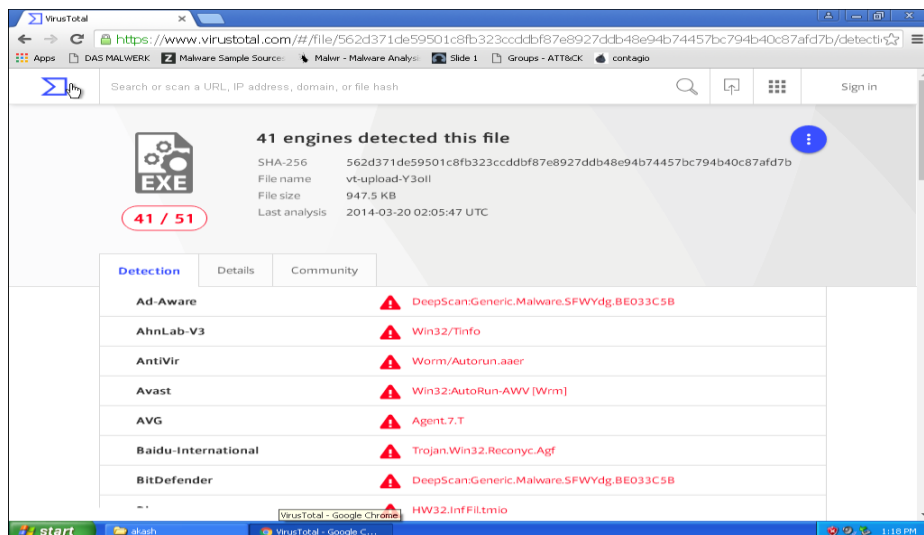 VirusTotal
https://www.virustotal.com/#/file/562d371de59501c8fb323ccddbf87e8927ddb48e94b74457bc794b40c87afd7b/detecti
Apps DAS MALWERK Malware Sample Source: Malwr - Malware Analysi Slide 1 Groups - ATT&CK contagio
Search or scan a URL, IP address, domain, or file hash
Sign in
41 engines detected this file
SHA-256 562d371de59501c8fb323ccddbf87e8927ddb48e94b74457bc794b40c87afd7b
File name vt-upload-Y3oIl
File size 947.5 KB
Last analysis 2014-03-20 02:05:47 UTC
EXE
41 / 51
Detection Details Community
Ad-Aware DeepScan:Generic.Malware.SFWYdg.BE033C5B
AhnLab-V3 Win32/Tinfo
AntiVir Worm/Autorun.aaer
Avast Win32:AutoRun-AWV [Wrm]
AVG Agent.7.T
Baidu-International Trojan.Win32.Reconyc.Agf
BitDefender DeepScan:Generic.Malware.SFWYdg.BE033C5B
HW32.InfFil.tmio
VirusTotal - Google Chrome
start akash VirusTotal - Google C... 1:18 PM